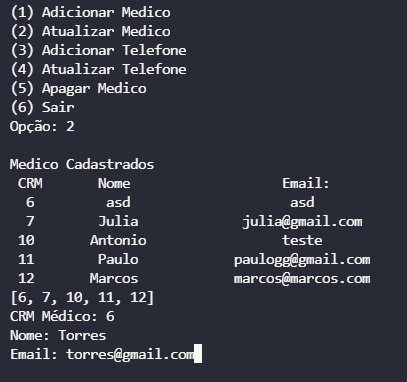 (1) Adicionar Medico
(2) Atualizar Medico
(3) Adicionar Telefone
(4) Atualizar Telefone
(5) Apagar Medico
(6) Sair
Opção: 2
Medico Cadastrados
CRM Nome Email:
6 asd asd
7 Julia julia@gmail.com
10 Antonio teste
11 Paulo paulogg@gmail.com
12 Marcos marcos@marcos.com
[6, 7, 10, 11, 12]
CRM Médico: 6
Nome: Torres
Email: torres@gmail.com